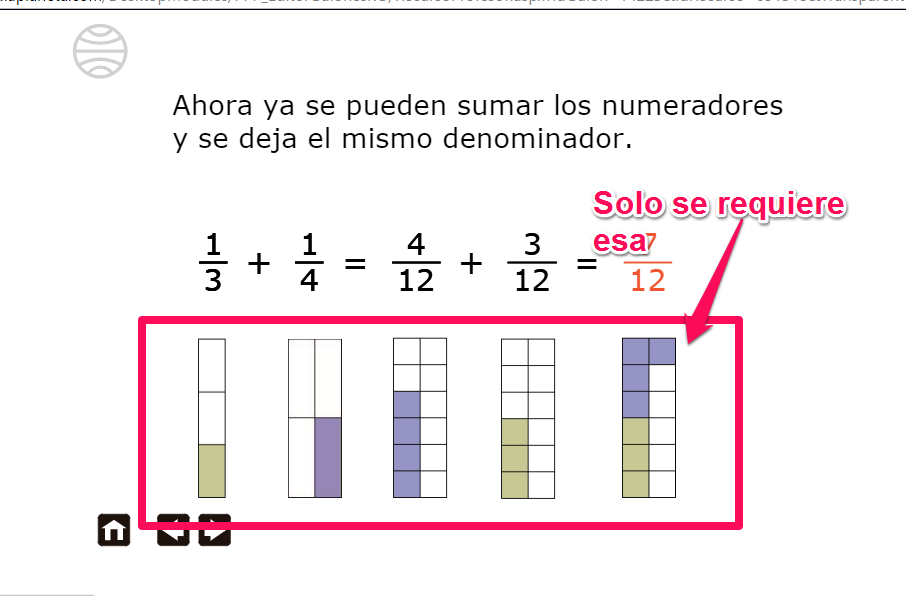 Ahora ya se pueden sumar los numeradores
y se deja el mismo denominador.
Solo se requiere
esa
1/3 + 1/4 = 4/12 + 3/12 = 7/12